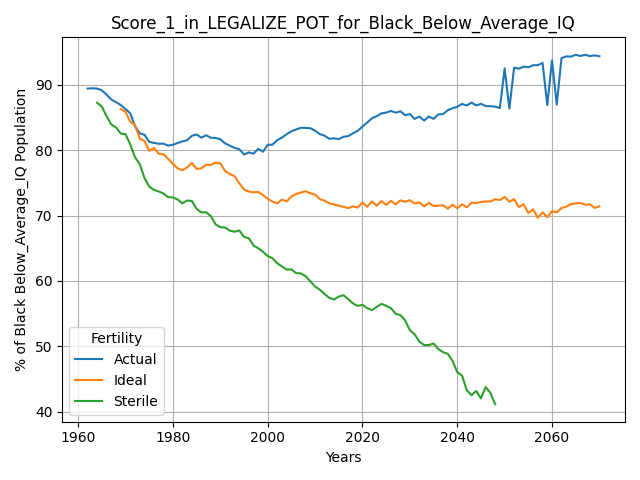 Score_1_in_LEGALIZE_POT_for_Black_Below_Average_IQ
% of Black Below_Average_IQ Population
90
80
70
60
50
40
Fertility
Actual
Ideal
Sterile
1960 1980 2000 2020 2040 2060
Years